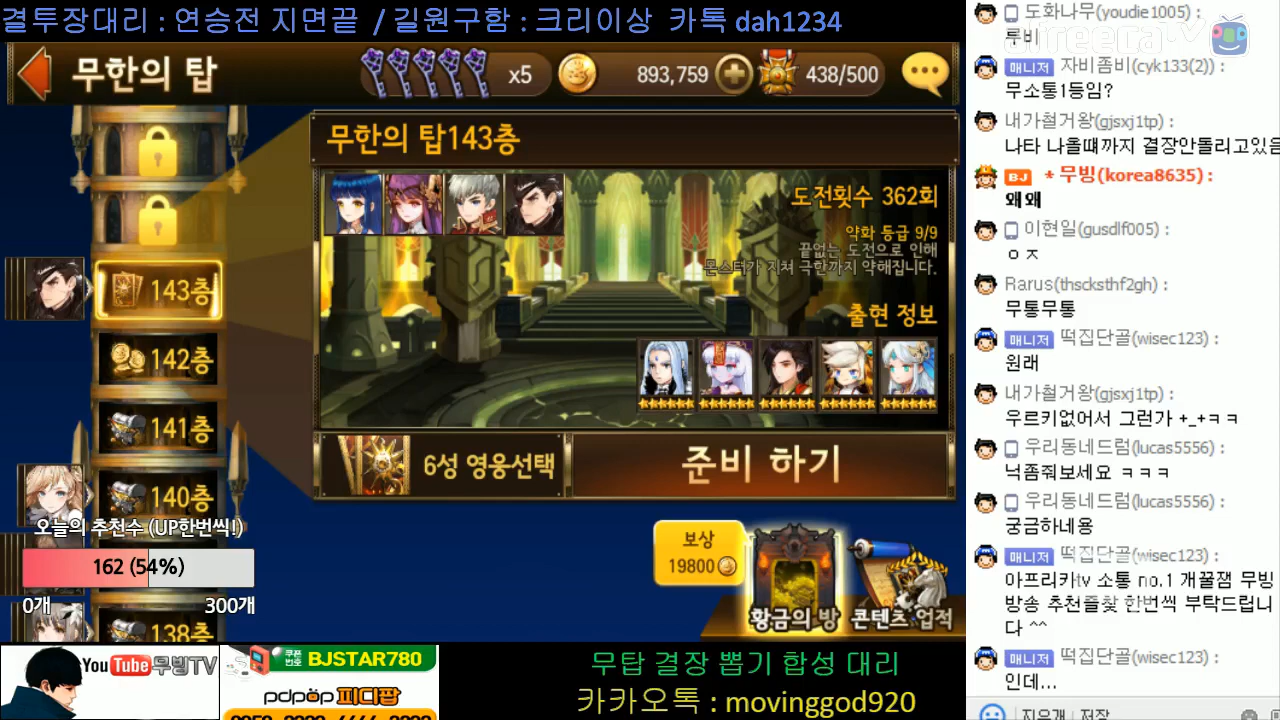 결투장대리 : 연승전 지면끝 / 길원구함 : 크리이상 카톡 dah1234
무한의 탑
x5
893,759
438/500
무한의 탑143층
도전횟수 362회
약화 등급 9/9
끝없는 도전으로 인해
몬스터가 지쳐 극한까지 약해집니다.
출현 정보
143층
142층
141층
140층
138층
6성 영웅선택
준비 하기
보상
19800
황금의 방
콘텐츠 업적
오늘의 추천수 (UP한번씩!)
162 (54%)
0개
300개
You Tube 무빙TV
쿠폰번호 BJSTAR780
pdpop 피디팝
무탑 결장 뽑기 합성 대리
카카오톡 : movinggod920
afreecaTV
도화나무(youdie1005) :
루비
매니저 자비좀비(cyk133(2)) :
무소통1등임?
내가철거왕(gjsxj1tp) :
나타 나올때까지 결장안돌리고있음
BJ * 무빙(korea8635) :
왜왜
이현일(gusdlf005) :
ㅇㅈ
Rarus(thscksthf2gh) :
무통무통
매니저 떡집단골(wisec123) :
원래
내가철거왕(gjsxj1tp) :
우르키없어서 그런가 +_+ㅋㅋ
우리동네드럼(lucas5556) :
넉좀줘보세요 ㅋㅋㅋ
우리동네드럼(lucas5556) :
궁금하네용
매니저 떡집단골(wisec123) :
아프리카tv 소통 no.1 개꿀잼 무빙
방송 추천즐찾 한번씩 부탁드립니
다 ^^
매니저 떡집단골(wisec123) :
인데...
지우개 | 저장